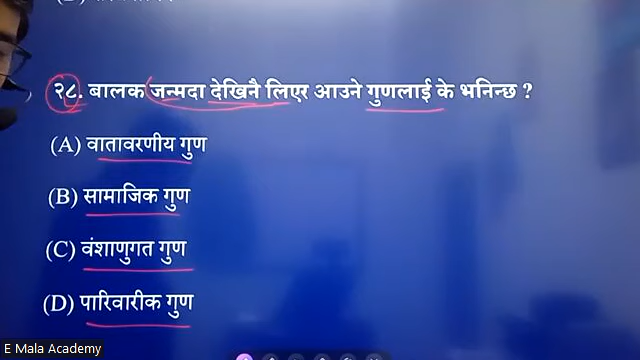 २८. बालक जन्मदा देखिनै लिएर आउने गुणलाई के भनिन्छ ?
(A) वातावरणीय गुण
(B) सामाजिक गुण
(C) वंशाणुगत गुण
(D) पारिवारीक गुण
E Mala Academy